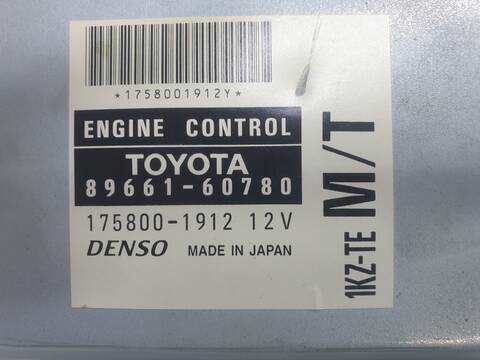 *1758001912Y*
ENGINE CONTROL
TOYOTA
89661-60780
175800-1912 12V
DENSO MADE IN JAPAN
1KZ-TE M/T